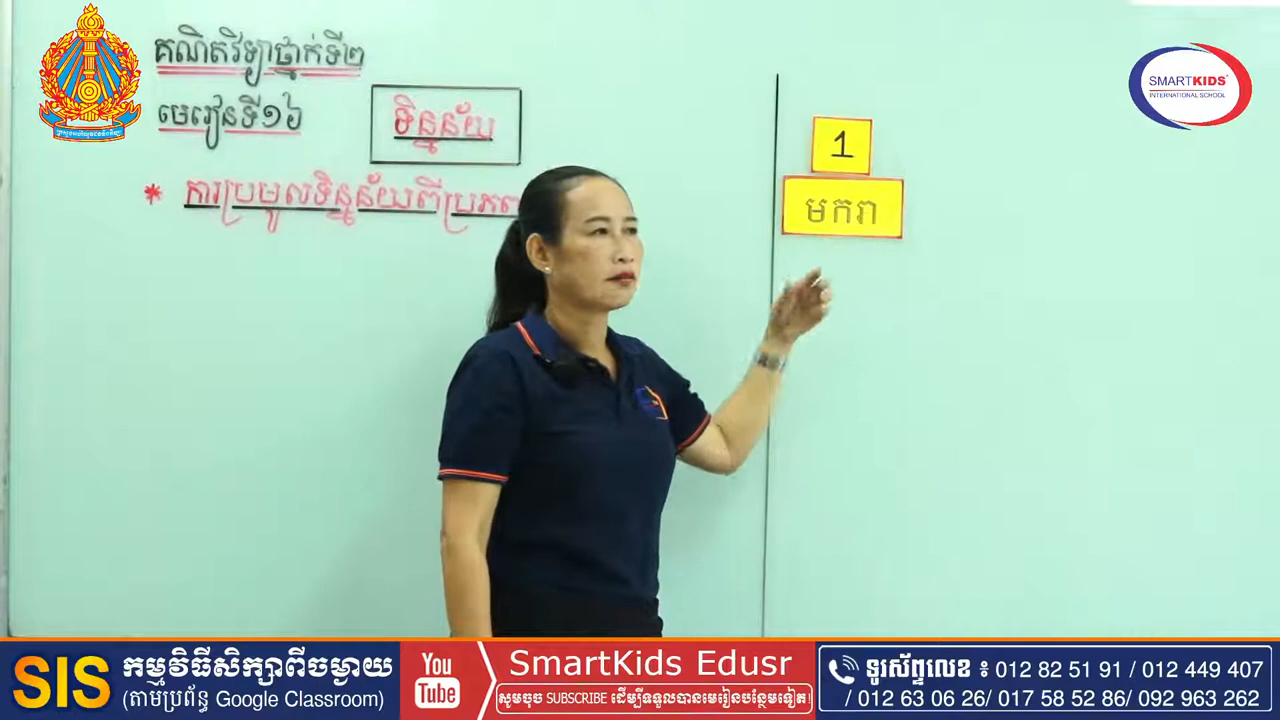 គណិតវិទ្យាថ្នាក់ទី២
មេរៀនទី១៦
ទិន្នន័យ
* ការប្រមូលទិន្នន័យពីប្រភព
1
មករា
SMARTKIDS
INTERNATIONAL SCHOOL
SIS កម្មវិធីសិក្សាពីចម្ងាយ
(តាមប្រព័ន្ធ Google Classroom)
You Tube
SmartKids Edusr
សូមចុច SUBSCRIBE ដើម្បីទទួលបានមេរៀនបន្ថែមទៀត!
ទូរស័ព្ទលេខ ៖ 012 82 51 91 / 012 449 407
/ 012 63 06 26/ 017 58 52 86/ 092 963 262